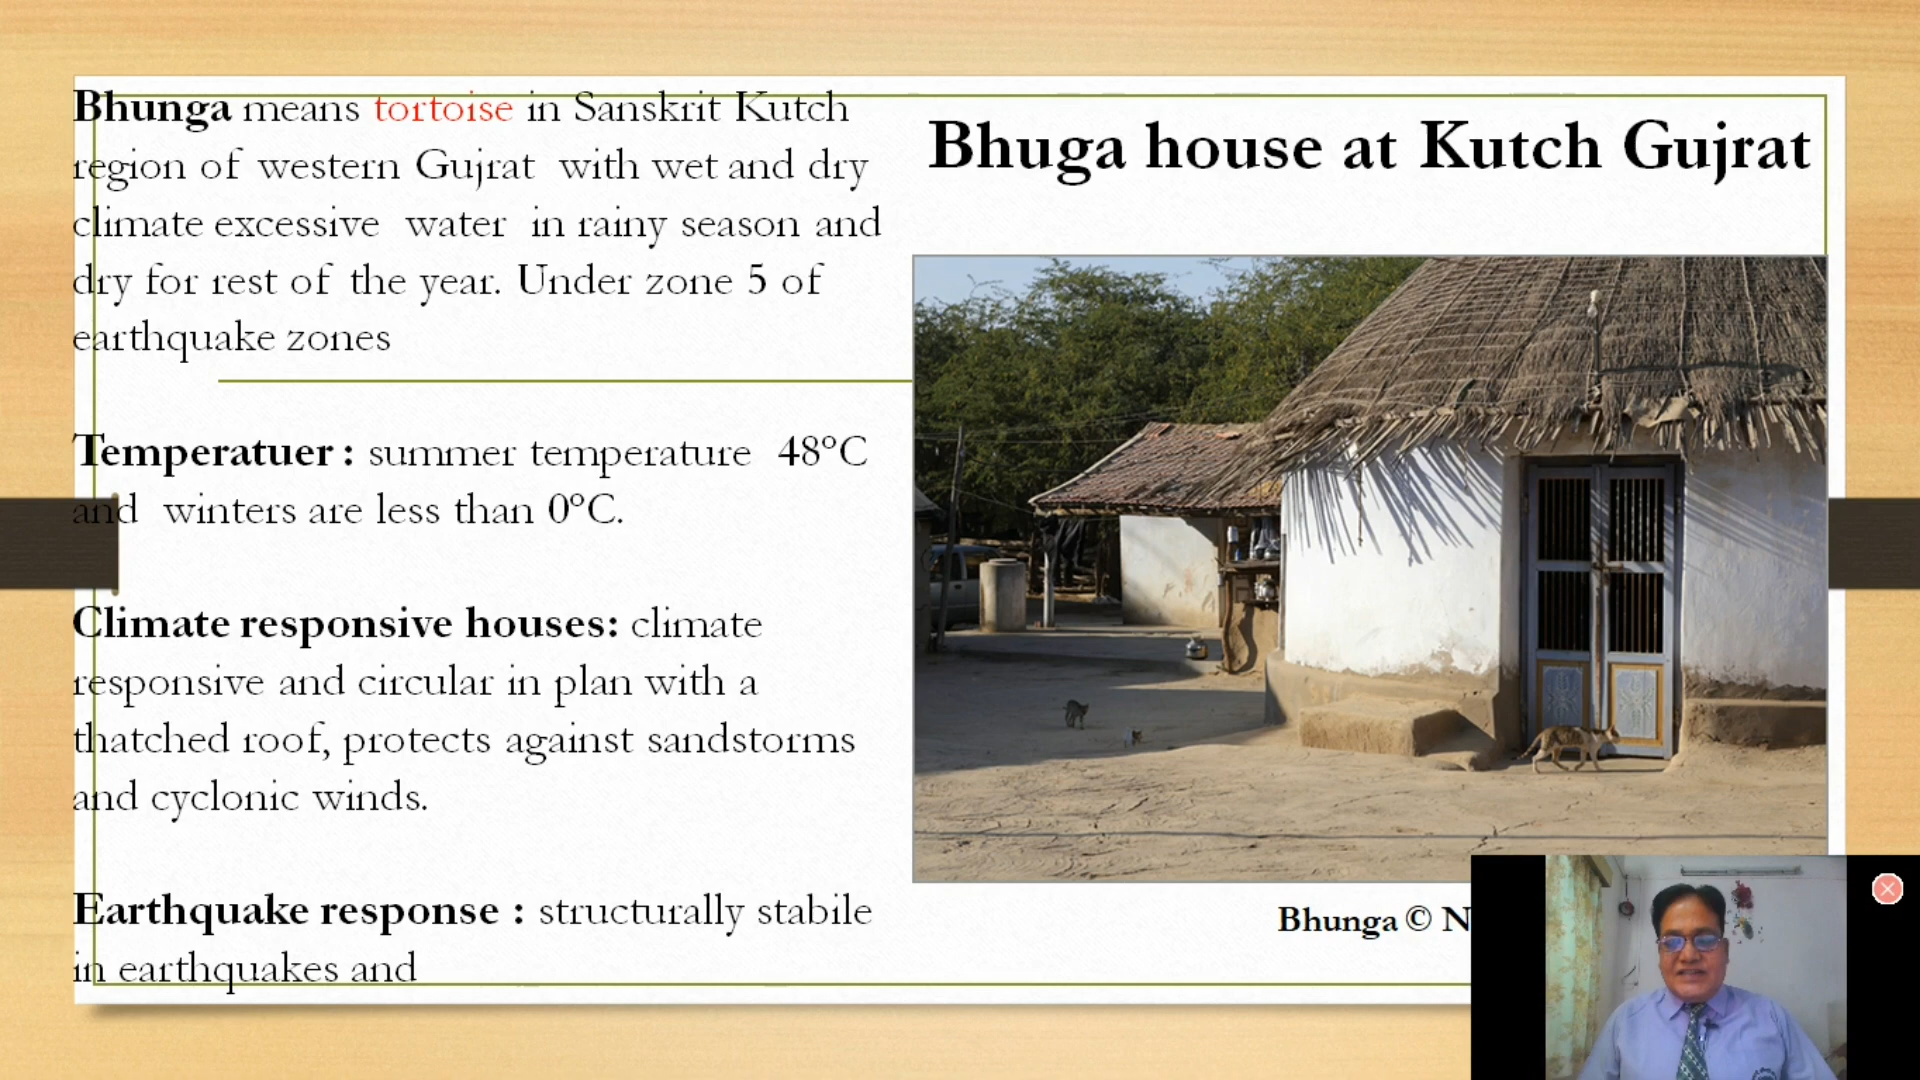 Bhunga means tortoise in Sanskrit Kutch
region of western Gujrat with wet and dry
climate excessive water in rainy season and
dry for rest of the year. Under zone 5 of
earthquake zones
Temperatuer : summer temperature 48°C
and winters are less than 0°C.
Climate responsive houses: climate
responsive and circular in plan with a
thatched roof, protects against sandstorms
and cyclonic winds.
Earthquake response : structurally stabile
in earthquakes and
Bhuga house at Kutch Gujrat
Bhunga © N